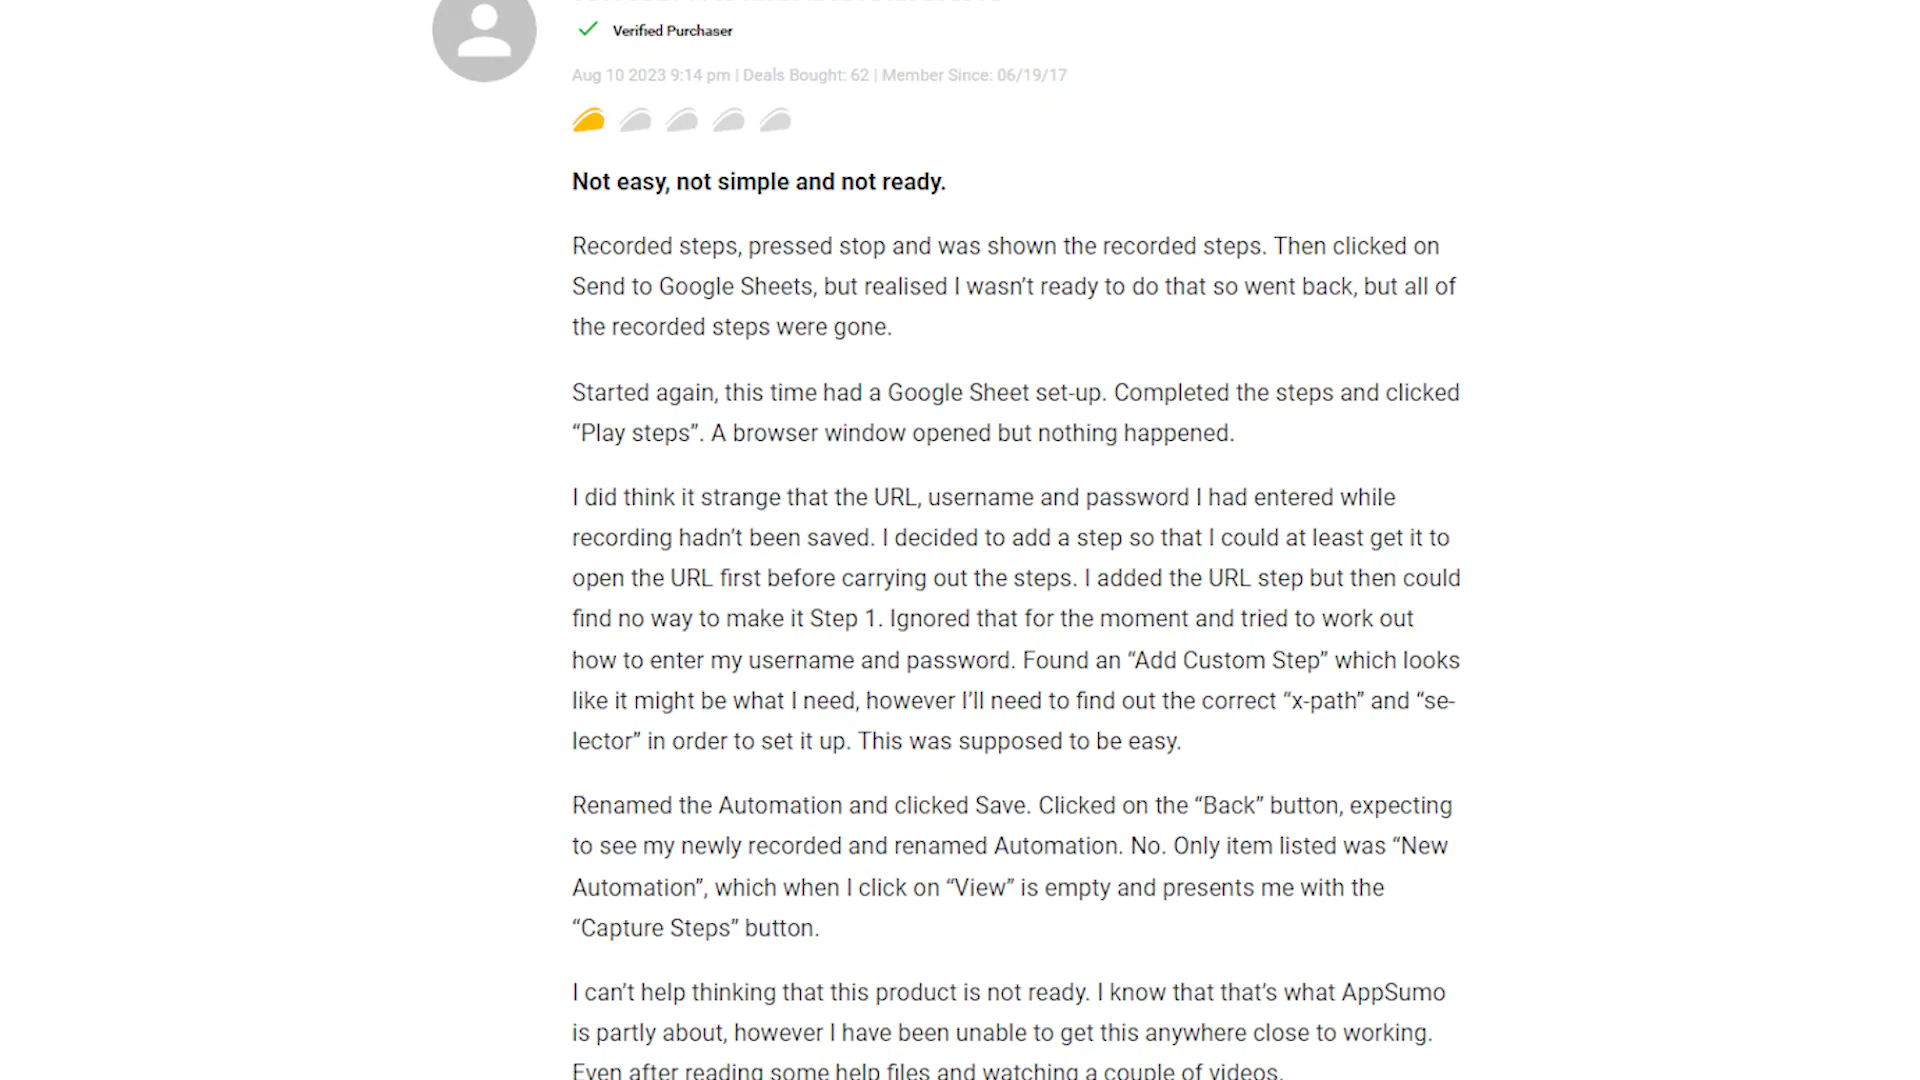 Verified Purchaser
Aug 10 2023 9:14 pm | Deals Bought: 62 | Member Since: 06/19/17
Not easy, not simple and not ready.
Recorded steps, pressed stop and was shown the recorded steps. Then clicked on
Send to Google Sheets, but realised I wasn’t ready to do that so went back, but all of
the recorded steps were gone.
Started again, this time had a Google Sheet set-up. Completed the steps and clicked
“Play steps”. A browser window opened but nothing happened.
I did think it strange that the URL, username and password I had entered while
recording hadn’t been saved. I decided to add a step so that I could at least get it to
open the URL first before carrying out the steps. I added the URL step but then could
find no way to make it Step 1. Ignored that for the moment and tried to work out
how to enter my username and password. Found an “Add Custom Step” which looks
like it might be what I need, however I’ll need to find out the correct “x-path” and “se-
lector” in order to set it up. This was supposed to be easy.
Renamed the Automation and clicked Save. Clicked on the “Back” button, expecting
to see my newly recorded and renamed Automation. No. Only item listed was “New
Automation”, which when I click on “View” is empty and presents me with the
“Capture Steps” button.
I can’t help thinking that this product is not ready. I know that that’s what AppSumo
is partly about, however I have been unable to get this anywhere close to working.
Even after reading some help files and watching a couple of videos.